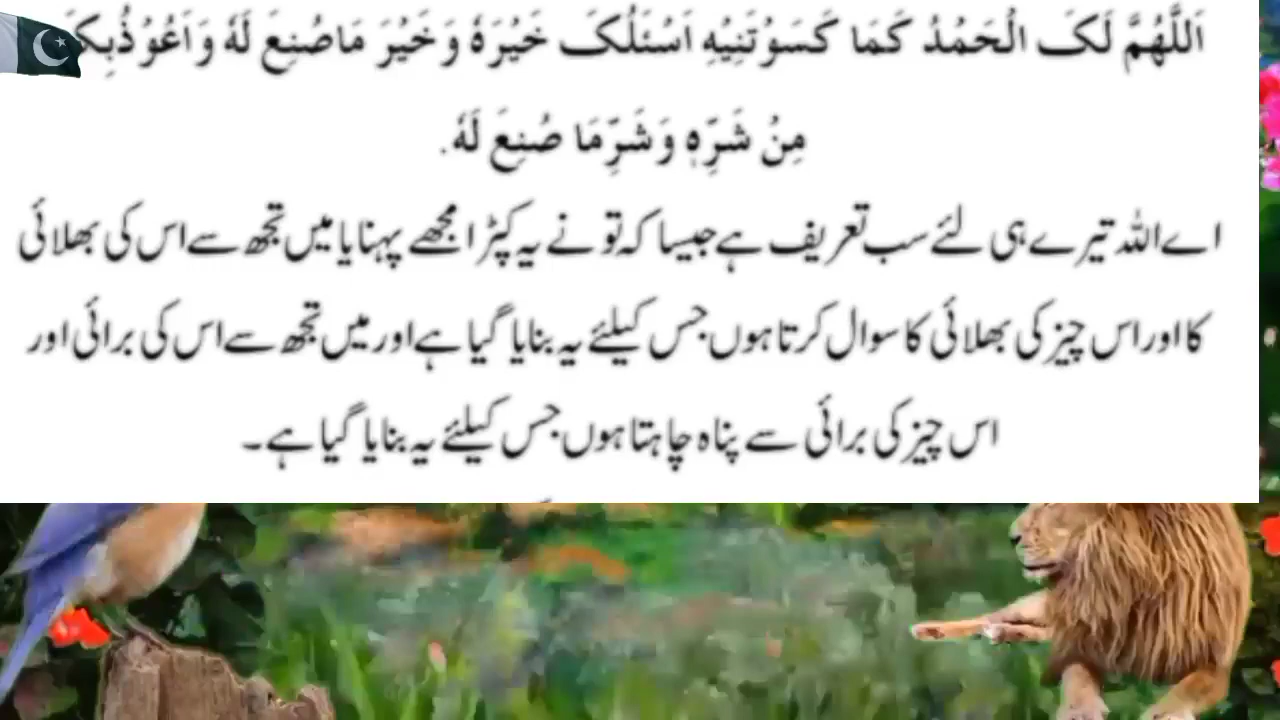 اَللّٰهُمَّ لَکَ الْحَمْدُ کَمَا کَسَوْتَنِیْهِ اَسْئَلُکَ خَیْرَهٗ وَخَیْرَ مَاصُنِعَ لَهٗ وَاَعُوْذُبِکَ
مِنْ شَرِّهٖ وَشَرِّمَا صُنِعَ لَهٗ.
اے اللہ تیرے ہی لئے سب تعریف ہے جیسا کہ تو نے یہ کپڑا مجھے پہنایا میں تجھ سے اس کی بھلائی
کا اور اس چیز کی بھلائی کا سوال کرتا ہوں جس کیلئے یہ بنایا گیا ہے اور میں تجھ سے اس کی برائی اور
اس چیز کی برائی سے پناہ چاہتا ہوں جس کیلئے یہ بنایا گیا ہے۔